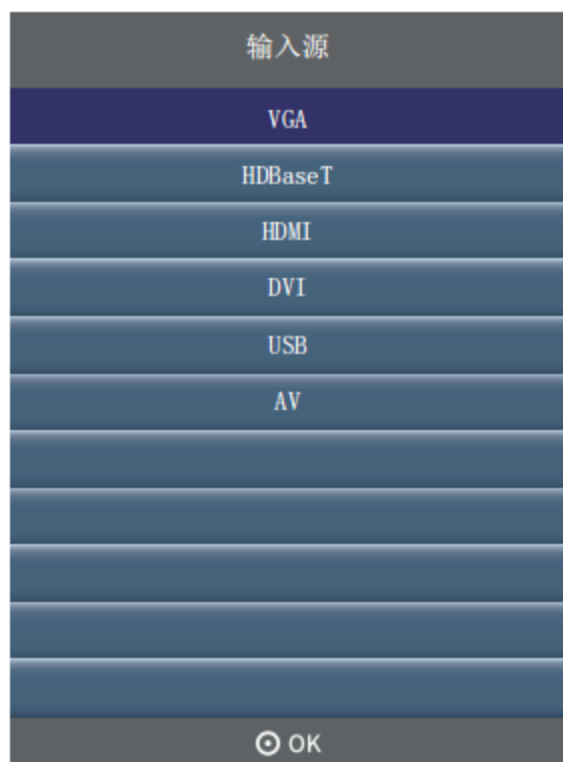 输入源
VGA
HDBaseT
HDMI
DVI
USB
AV
OK